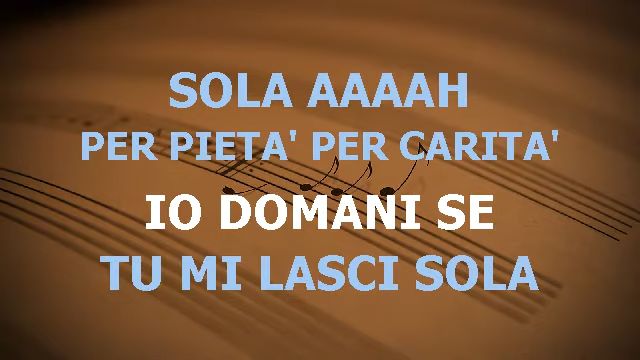 SOLA AAAAH
PER PIETA' PER CARITA'
IO DOMANI SE
TU MI LASCI SOLA